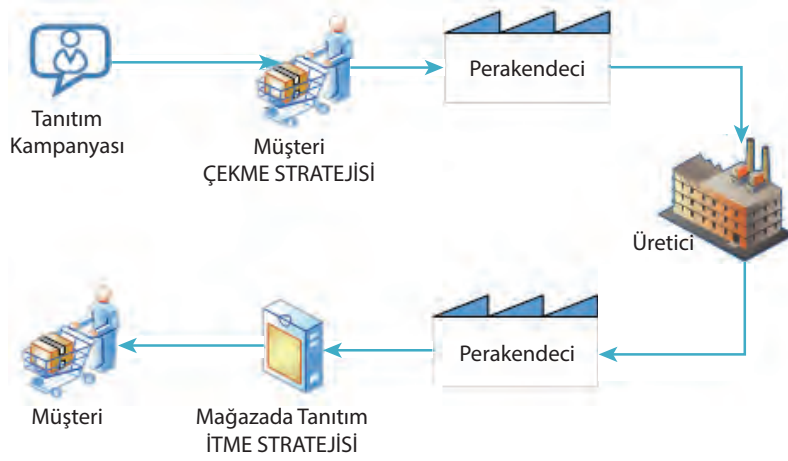 Tanıtım
Kampanyası
Müşteri
ÇEKME STRATEJİSİ
Perakendeci
Üretici
Perakendeci
Mağazada Tanıtım
İTME STRATEJİSİ
Müşteri